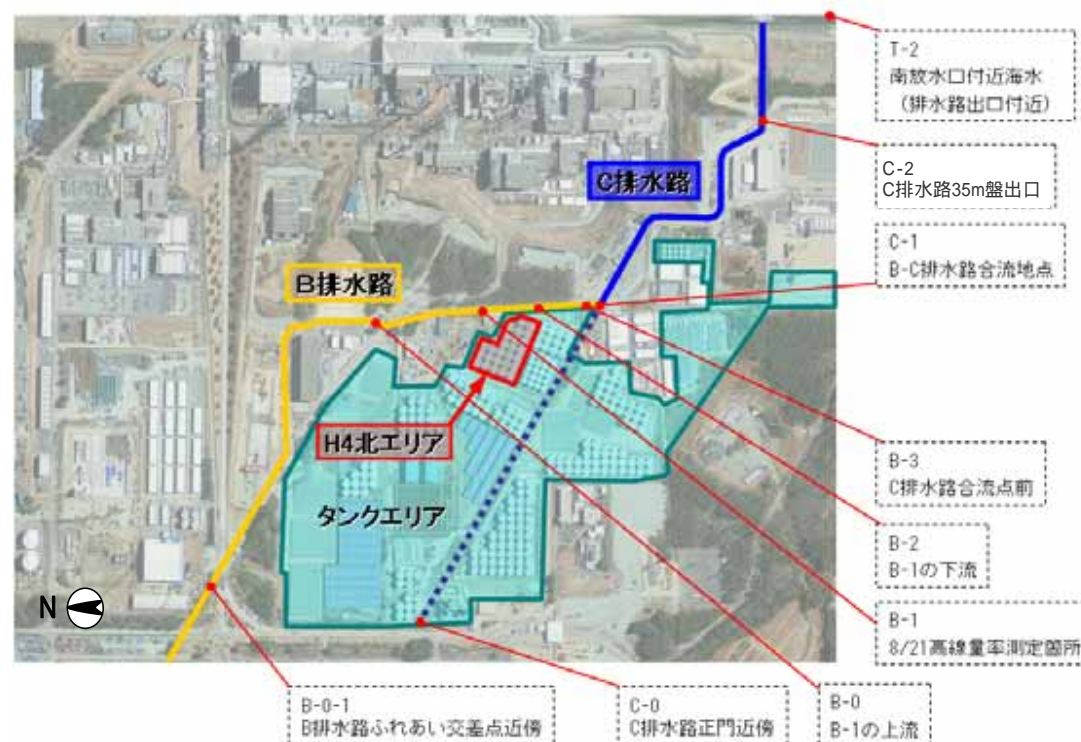 T-2
南放水口付近海水
（排水路出口付近）
C-2
C排水路35m盤出口
C排水路
C-1
B-C排水路合流地点
B排水路
H4北エリア
B-3
C排水路合流点前
タンクエリア
B-2
B-1の下流
N
B-1
8/21高線量率測定箇所
B-0-1
B排水路ふれあい交差点近傍
C-0
C排水路正門近傍
B-0
B-1の上流